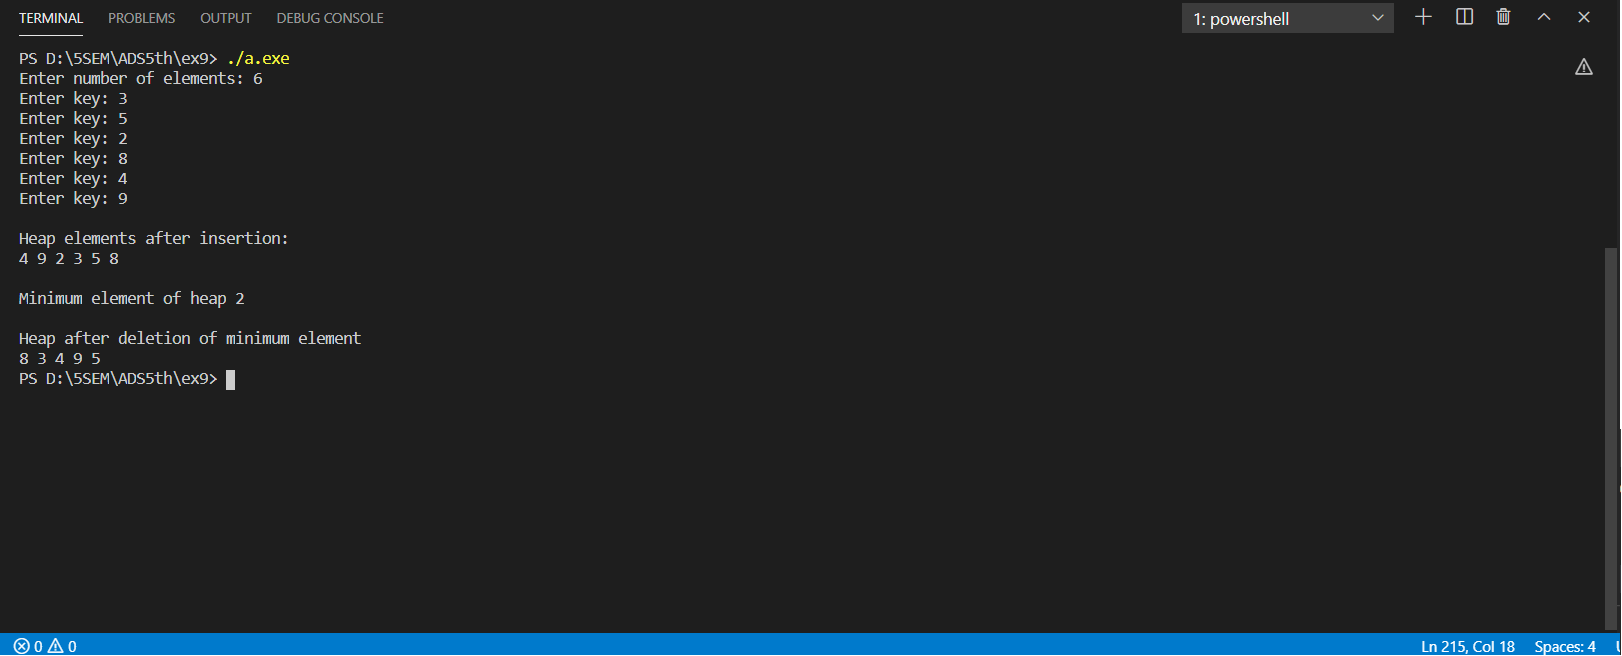 TERMINAL PROBLEMS OUTPUT DEBUG CONSOLE 1: powershell
PS D:\5SEM\ADS5th\ex9> ./a.exe
Enter number of elements: 6
Enter key: 3
Enter key: 5
Enter key: 2
Enter key: 8
Enter key: 4
Enter key: 9
Heap elements after insertion:
4 9 2 3 5 8
Minimum element of heap 2
Heap after deletion of minimum element
8 3 4 9 5
PS D:\5SEM\ADS5th\ex9>
0 0 Ln 215, Col 18 Spaces: 4